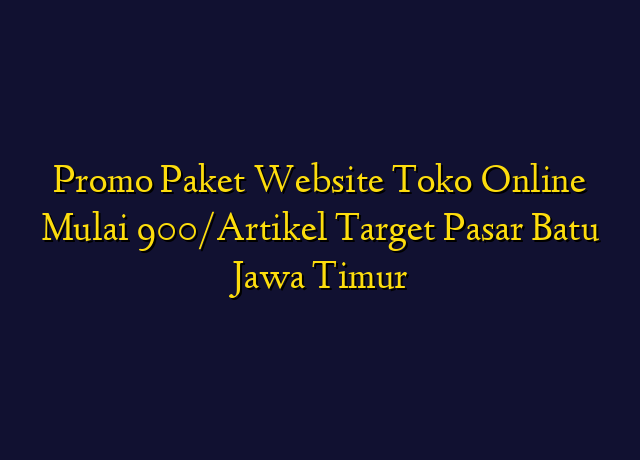 Promo Paket Website Toko Online
Mulai 900/Artikel Target Pasar Batu
Jawa Timur